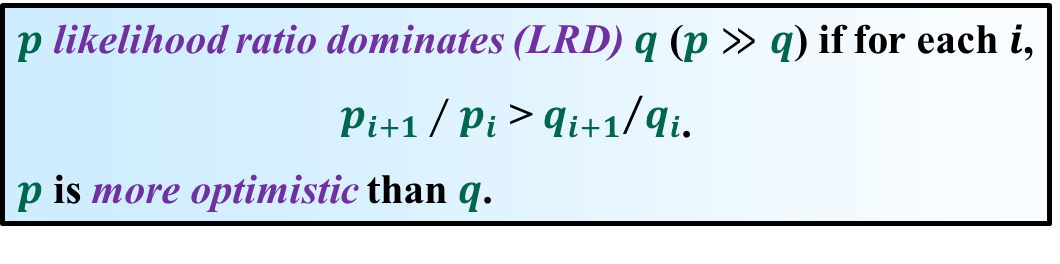 p likelihood ratio dominates (LRD) q (p ≫ q) if for each i,
p_{i+1} / p_i > q_{i+1}/q_i.
p is more optimistic than q.